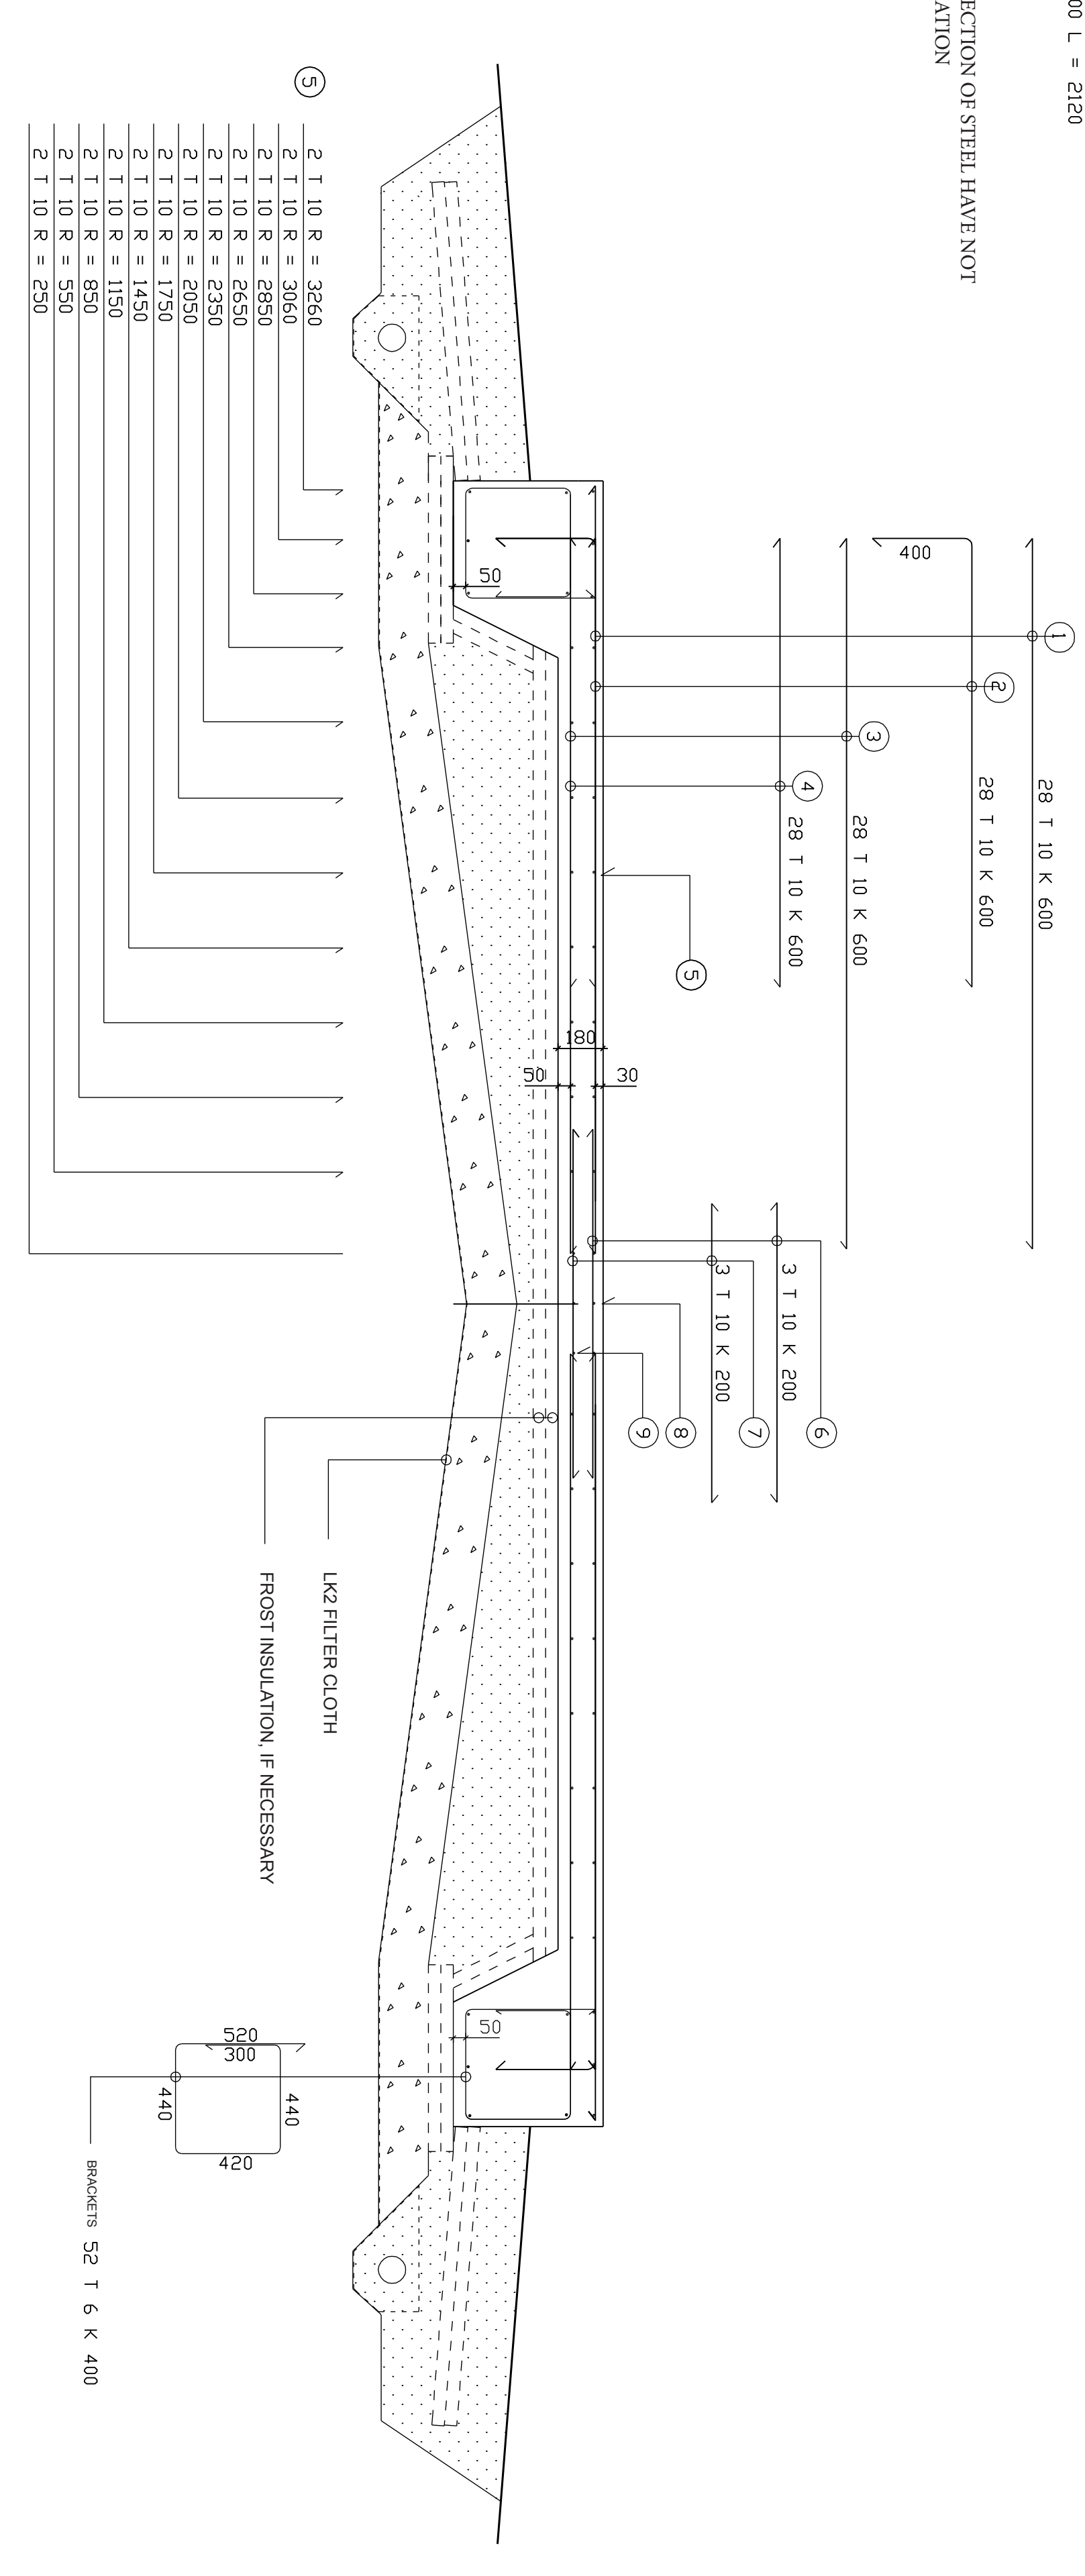 00 L = 2120
ECTION OF STEEL HAVE NOT
ATION
1
28 T 10 K 600
2
28 T 10 K 600
400
3
28 T 10 K 600
4
28 T 10 K 600
5
6
3 T 10 K 200
7
3 T 10 K 200
8
9
180
30
50
50
50
LK2 FILTER CLOTH
FROST INSULATION, IF NECESSARY
5
2 T 10 R = 3260
2 T 10 R = 3060
2 T 10 R = 2850
2 T 10 R = 2650
2 T 10 R = 2350
2 T 10 R = 2050
2 T 10 R = 1750
2 T 10 R = 1450
2 T 10 R = 1150
2 T 10 R = 850
2 T 10 R = 550
2 T 10 R = 250
520
300
440
440
420
BRACKETS 52 T 6 K 400